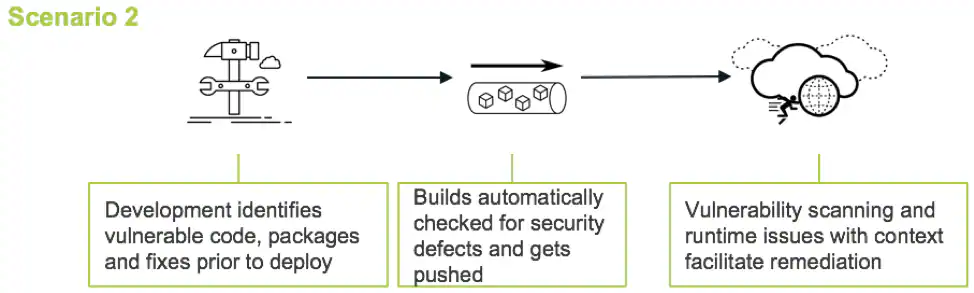 Scenario 2
Development identifies
vulnerable code, packages
and fixes prior to deploy
Builds automatically
checked for security
defects and gets
pushed
Vulnerability scanning and
runtime issues with context
facilitate remediation